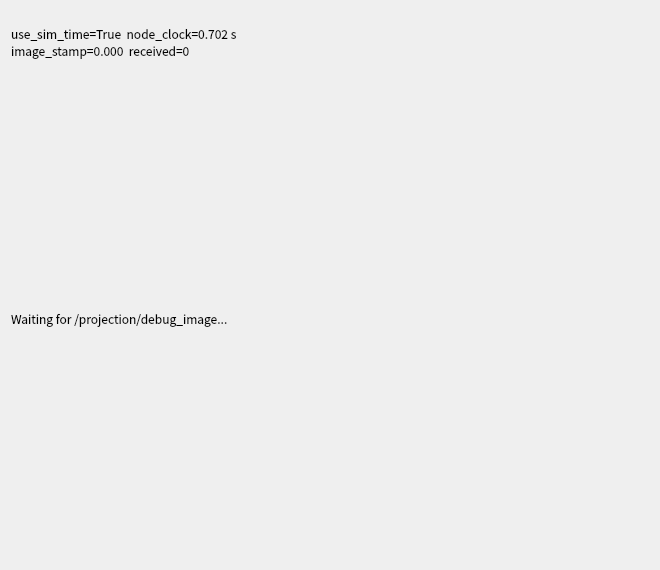 use_sim_time=True  node_clock=0.702 s
image_stamp=0.000  received=0
Waiting for /projection/debug_image...